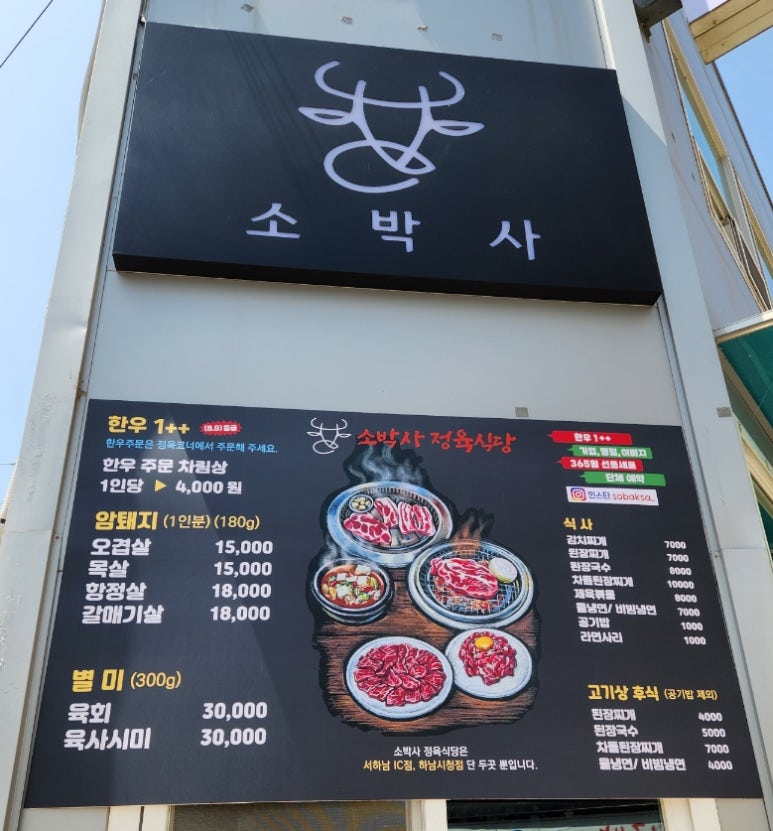 소 박 사
한우 1++ (8,9)등급
한우주문은 정육코너에서 주문해 주세요.
한우 주문 차림상
1인당 ▶ 4,000 원
암퇘지 (1인분) (180g)
오겹살 15,000
목살 15,000
항정살 18,000
갈매기살 18,000
별 미 (300g)
육회 30,000
육사시미 30,000
소박사 정육식당
소박사 정육식당은
서하남 IC점, 하남시청점 단 두곳 뿐입니다.
한우 1++
기업, 명절, 이바지
365일 선물세트
단체 예약
인스타 sobaksa_
식 사
김치찌개 7000
된장찌개 7000
된장국수 8000
차돌된장찌개 10000
제육볶음 8000
물냉면/ 비빔냉면 7000
공기밥 1000
라면사리 1000
고기상 후식 (공기밥 제외)
된장찌개 4000
된장국수 5000
차돌된장찌개 7000
물냉면/ 비빔냉면 4000